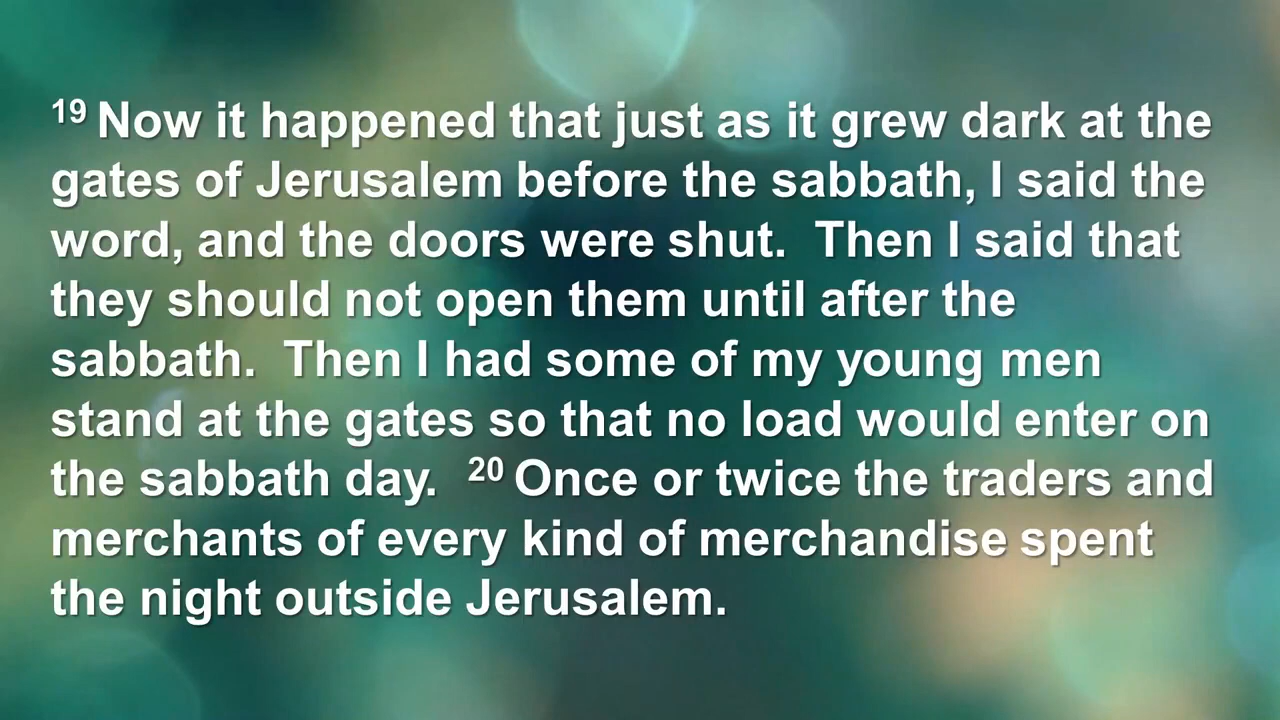 19 Now it happened that just as it grew dark at the
gates of Jerusalem before the sabbath, I said the
word, and the doors were shut.  Then I said that
they should not open them until after the
sabbath.  Then I had some of my young men
stand at the gates so that no load would enter on
the sabbath day.  20 Once or twice the traders and
merchants of every kind of merchandise spent
the night outside Jerusalem.